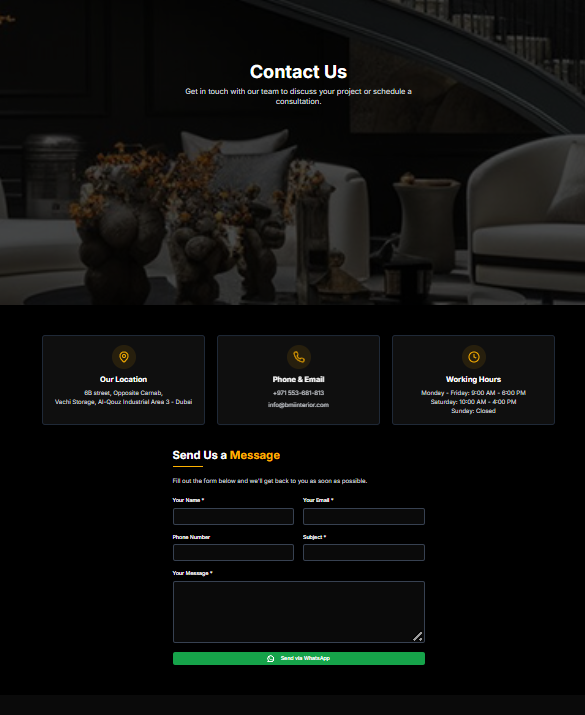 Contact Us
Get in touch with our team to discuss your project or schedule a
consultation.
Our Location
6B street, Opposite Carnab,
Vachi Storage, Al-Qouz Industrial Area 3 - Dubai
Phone & Email
+971 553-681-813
info@bmiinterior.com
Working Hours
Monday - Friday: 9:00 AM - 6:00 PM
Saturday: 10:00 AM - 4:00 PM
Sunday: Closed
Send Us a Message
Fill out the form below and we'll get back to you as soon as possible.
Your Name *
Your Email *
Phone Number
Subject *
Your Message *
Send via WhatsApp